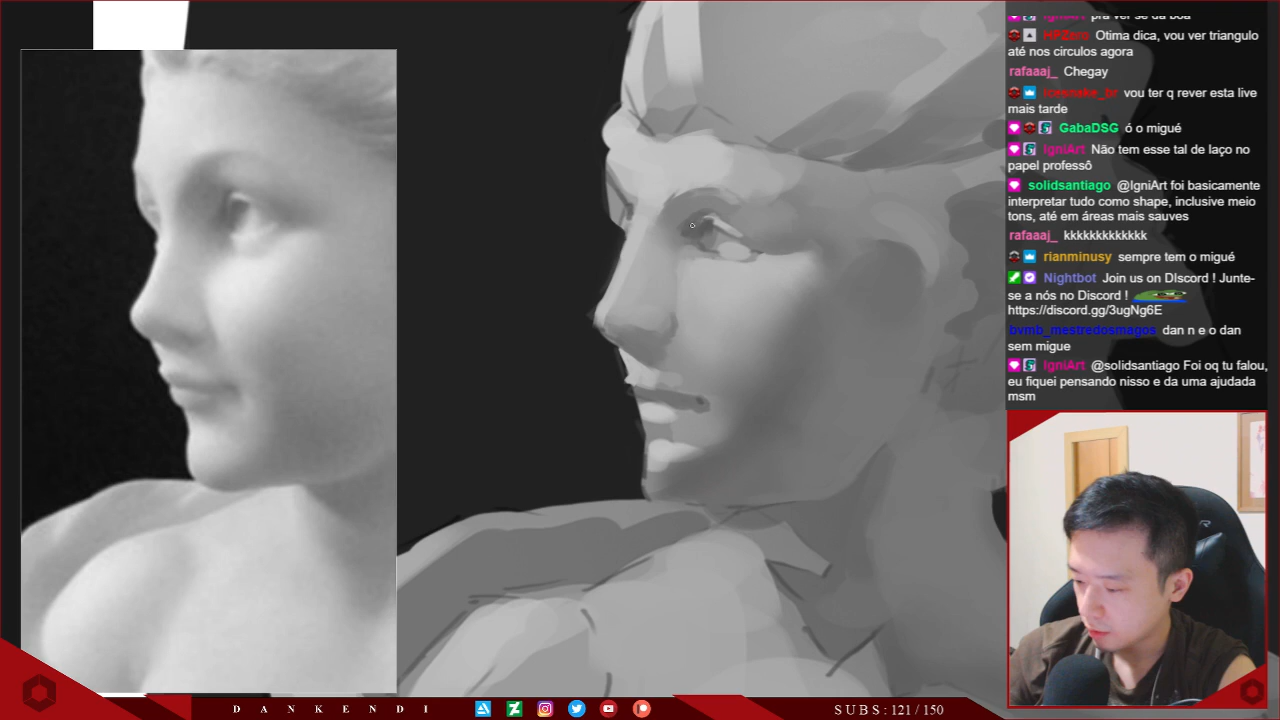 IgniArt pra ver se da boa
HPZero Otima dica, vou ver triangulo
até nos circulos agora
rafaaaj_ Chegay
vou ter q rever esta live
mais tarde
GabaDSG ó o migué
IgniArt Não tem esse tal de laço no
papel professô
solidsantiago @IgniArt foi basicamente
interpretar tudo como shape, inclusive meio
tons, até em áreas mais sauves
rafaaaj_ kkkkkkkkkkkkk
rianminusy sempre tem o migué
Nightbot Join us on DIscord ! Junte-
se a nós no Discord !
https://discord.gg/3ugNg6E
bvmb_mestredosmagos dan n e o dan
sem migue
IgniArt @solidsantiago Foi oq tu falou,
eu fiquei pensando nisso e da uma ajudada
msm
DANKENDI
SUBS: 121 / 150